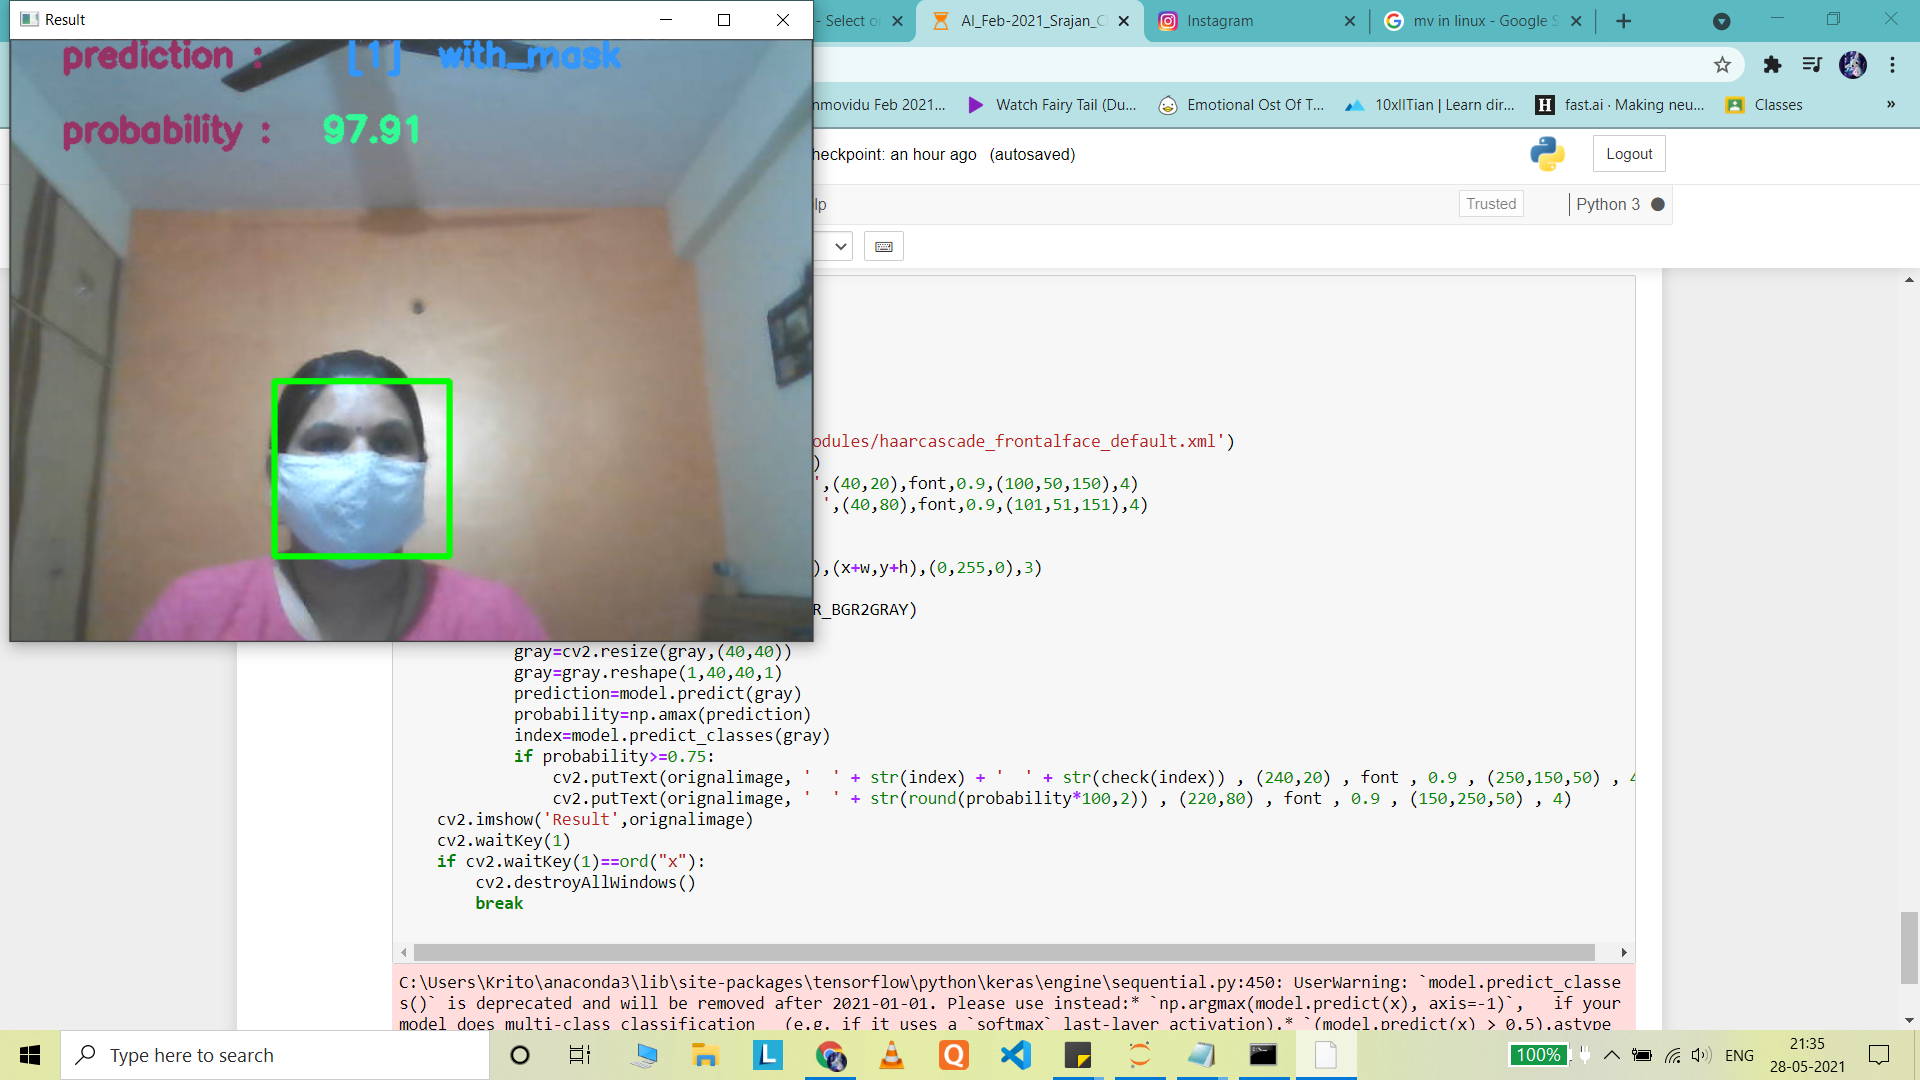 Result
prediction : [1] with_mask
probability : 97.91
- Select o
AI_Feb-2021_Srajan_C
Instagram
mv in linux - Google S
nmovidu Feb 2021...
Watch Fairy Tail (Du...
Emotional Ost Of T...
10xIITian | Learn dir...
fast.ai · Making neu...
Classes
»
heckpoint: an hour ago (autosaved)
Logout
lp
Trusted
Python 3
odules/haarcascade_frontalface_default.xml')
)
',(40,20),font,0.9,(100,50,150),4)
',(40,80),font,0.9,(101,51,151),4)
),(x+w,y+h),(0,255,0),3)
R_BGR2GRAY)
gray=cv2.resize(gray,(40,40))
gray=gray.reshape(1,40,40,1)
prediction=model.predict(gray)
probability=np.amax(prediction)
index=model.predict_classes(gray)
if probability>=0.75:
cv2.putText(orignalimage, '  ' + str(index) + '  ' + str(check(index)) , (240,20) , font , 0.9 , (250,150,50) , 4
cv2.putText(orignalimage, '  ' + str(round(probability*100,2)) , (220,80) , font , 0.9 , (150,250,50) , 4)
cv2.imshow('Result',orignalimage)
cv2.waitKey(1)
if cv2.waitKey(1)==ord("x"):
cv2.destroyAllWindows()
break
C:\Users\Krito\anaconda3\lib\site-packages\tensorflow\python\keras\engine\sequential.py:450: UserWarning: `model.predict_classe
s()` is deprecated and will be removed after 2021-01-01. Please use instead:* `np.argmax(model.predict(x), axis=-1)`,   if your
model does multi-class classification   (e.g. if it uses a `softmax` last-layer activation).* `(model.predict(x) > 0.5).astype
Type here to search
100%
ENG
21:35
28-05-2021